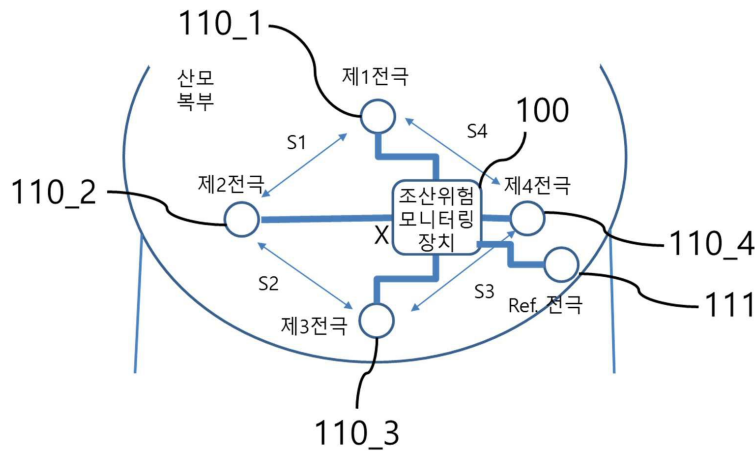 110_1
산모
복부
제1전극
100
S1
S4
110_2
제2전극
조산위험
모니터링
장치
제4전극
X
110_4
S2
S3
Ref. 전극
111
제3전극
110_3